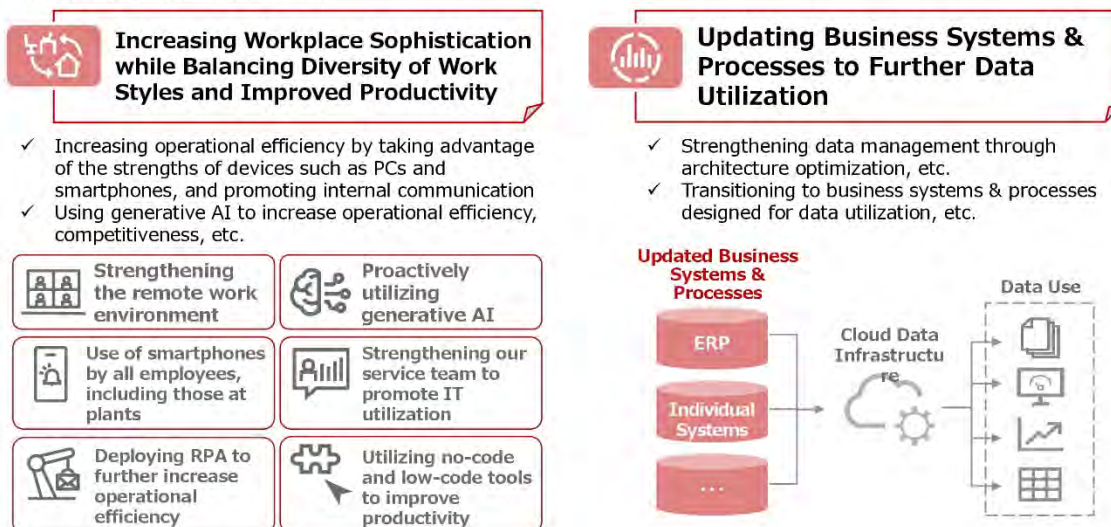 Increasing Workplace Sophistication
while Balancing Diversity of Work
Styles and Improved Productivity
✓ Increasing operational efficiency by taking advantage
of the strengths of devices such as PCs and
smartphones, and promoting internal communication
✓ Using generative AI to increase operational efficiency,
competitiveness, etc.
Strengthening
the remote work
environment
Proactively
utilizing
generative AI
Use of smartphones
by all employees,
including those at
plants
Strengthening our
service team to
promote IT
utilization
Deploying RPA to
further increase
operational
efficiency
Utilizing no-code
and low-code tools
to improve
productivity
Updating Business Systems &
Processes to Further Data
Utilization
✓ Strengthening data management through
architecture optimization, etc.
✓ Transitioning to business systems & processes
designed for data utilization, etc.
Updated Business
Systems &
Processes
ERP
Individual
Systems
...
Cloud Data
Infrastructu
re
Data Use